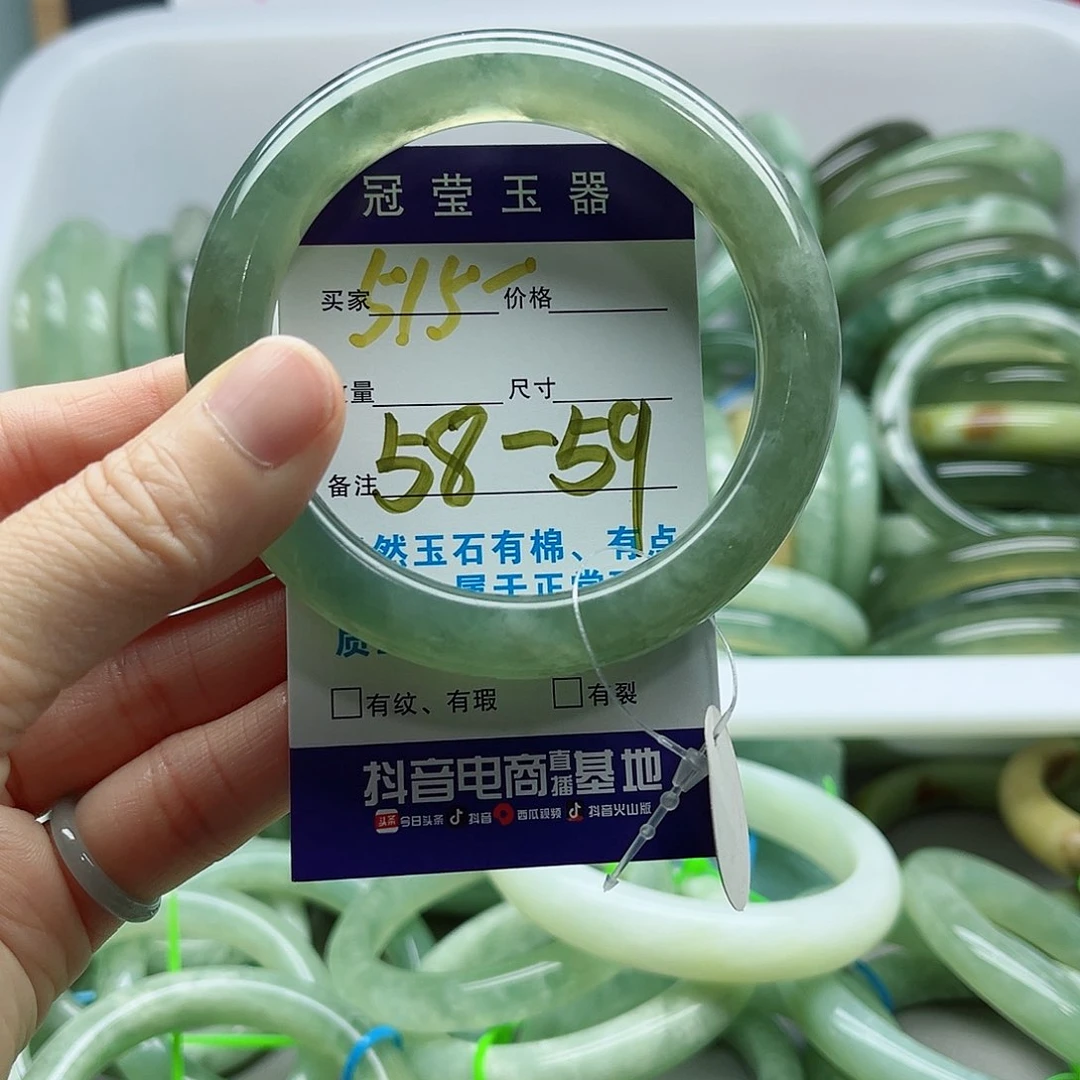 冠莹玉器
买家 515- 价格
量 尺寸
备注 58-59
然玉石有棉、有点
属于正常
质
有纹、有瑕 有裂
抖音电商直播基地
头条 今日头条 抖音 西瓜视频 抖音火山版